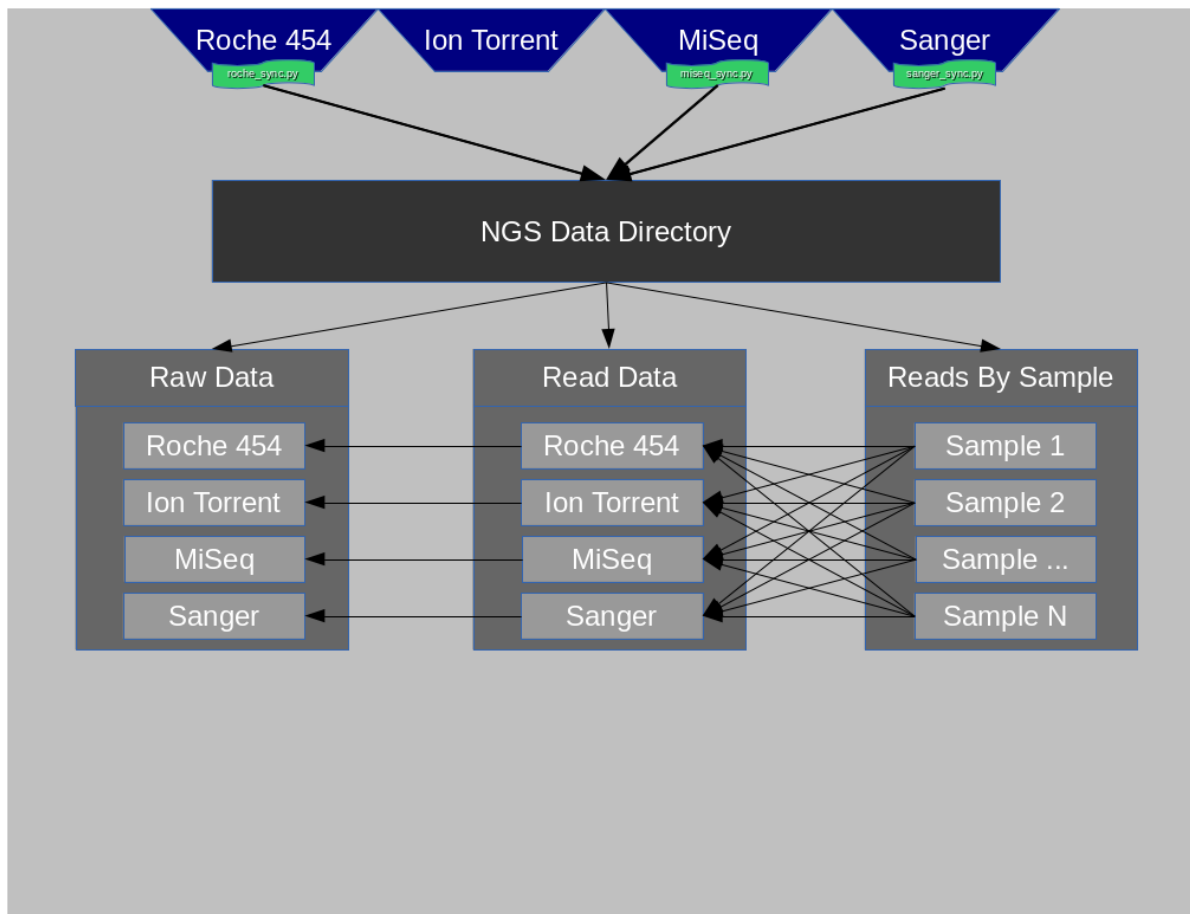 Roche 454
Ion Torrent
MiSeq
Sanger
roche_sync.py
miseq_sync.py
sanger_sync.py
NGS Data Directory
Raw Data
Roche 454
Ion Torrent
MiSeq
Sanger
Read Data
Roche 454
Ion Torrent
MiSeq
Sanger
Reads By Sample
Sample 1
Sample 2
Sample ...
Sample N